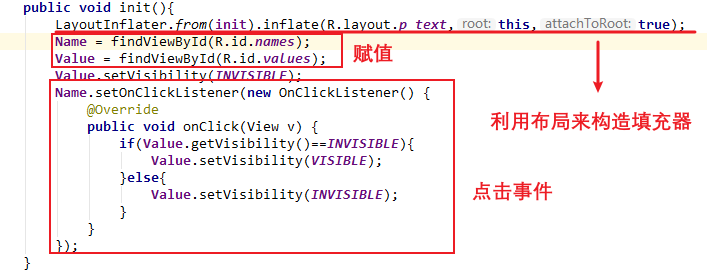 public void init(){
LayoutInflater.from(init).inflate(R.layout.p_text, root: this, attachToRoot: true);
Name = findViewById(R.id.names);
Value = findViewById(R.id.values);
赋值
Value.setVisibility(INVISIBLE);
Name.setOnClickListener(new OnClickListener() {
@Override
public void onClick(View v) {
利用布局来构造填充器
if(Value.getVisibility()==INVISIBLE){
Value.setVisibility(VISIBLE);
}else{
点击事件
Value.setVisibility(INVISIBLE);
}
}
});
}